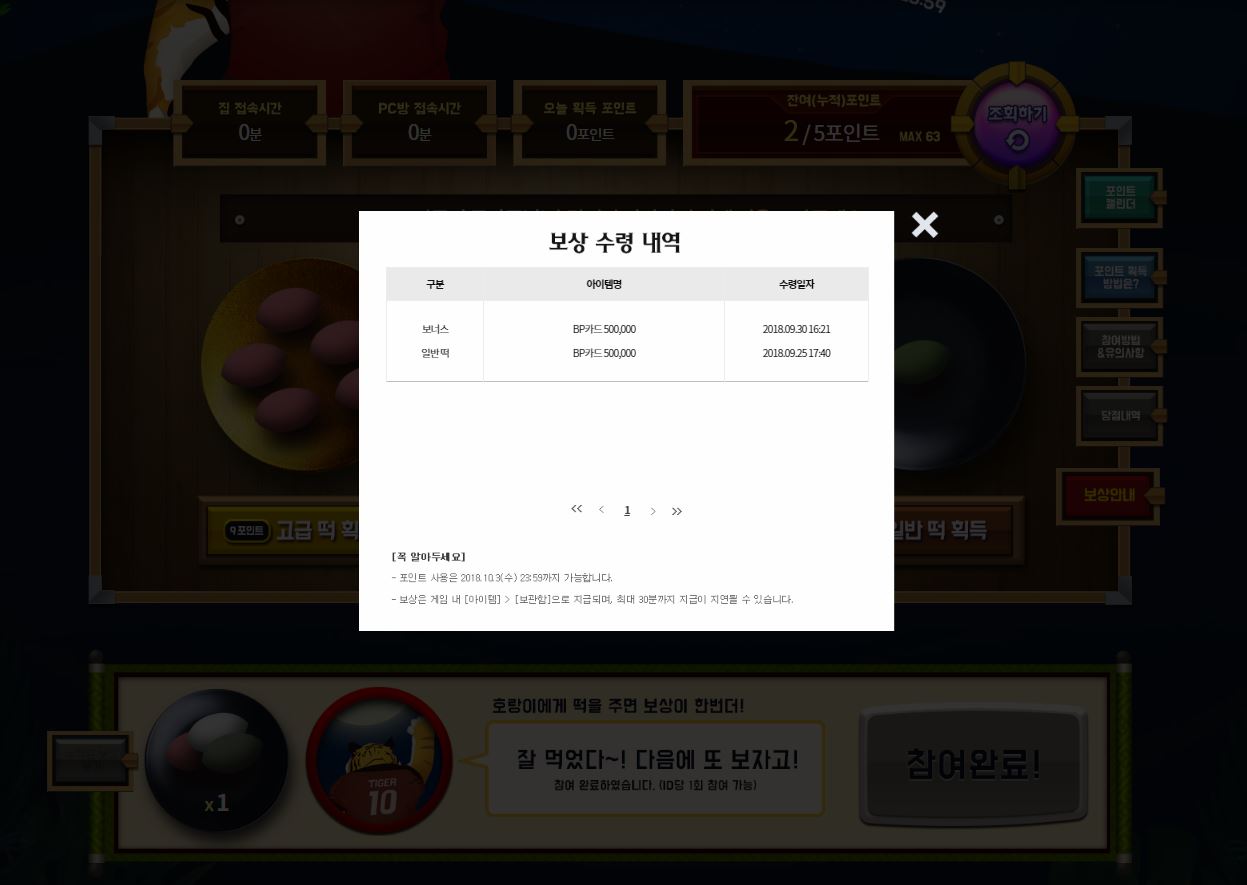 :59
집 접속시간
0분
PC방 접속시간
0분
오늘 획득 포인트
0포인트
잔여(누적)포인트
2 / 5포인트 MAX 63
조회하기
포인트
캘린더
포인트 획득
방법은?
참여방법
&유의사항
당첨내역
보상안내
보상 수령 내역
구분 아이템명 수령일자
보너스 BP카드 500,000 2018.09.30 16:21
일반떡 BP카드 500,000 2018.09.25 17:40
<< < 1 > >>
[꼭 알아두세요]
- 포인트 사용은 2018.10.3(수) 23:59까지 가능합니다.
- 보상은 게임 내 [아이템] > [보관함]으로 지급되며, 최대 30분까지 지급이 지연될 수 있습니다.
9포인트 고급 떡 획
일반 떡 획득
x1
TIGER
10
호랑이에게 떡을 주면 보상이 한번더!
잘 먹었다~! 다음에 또 보자고!
참여 완료하였습니다. (ID당 1회 참여 가능)
참여완료!